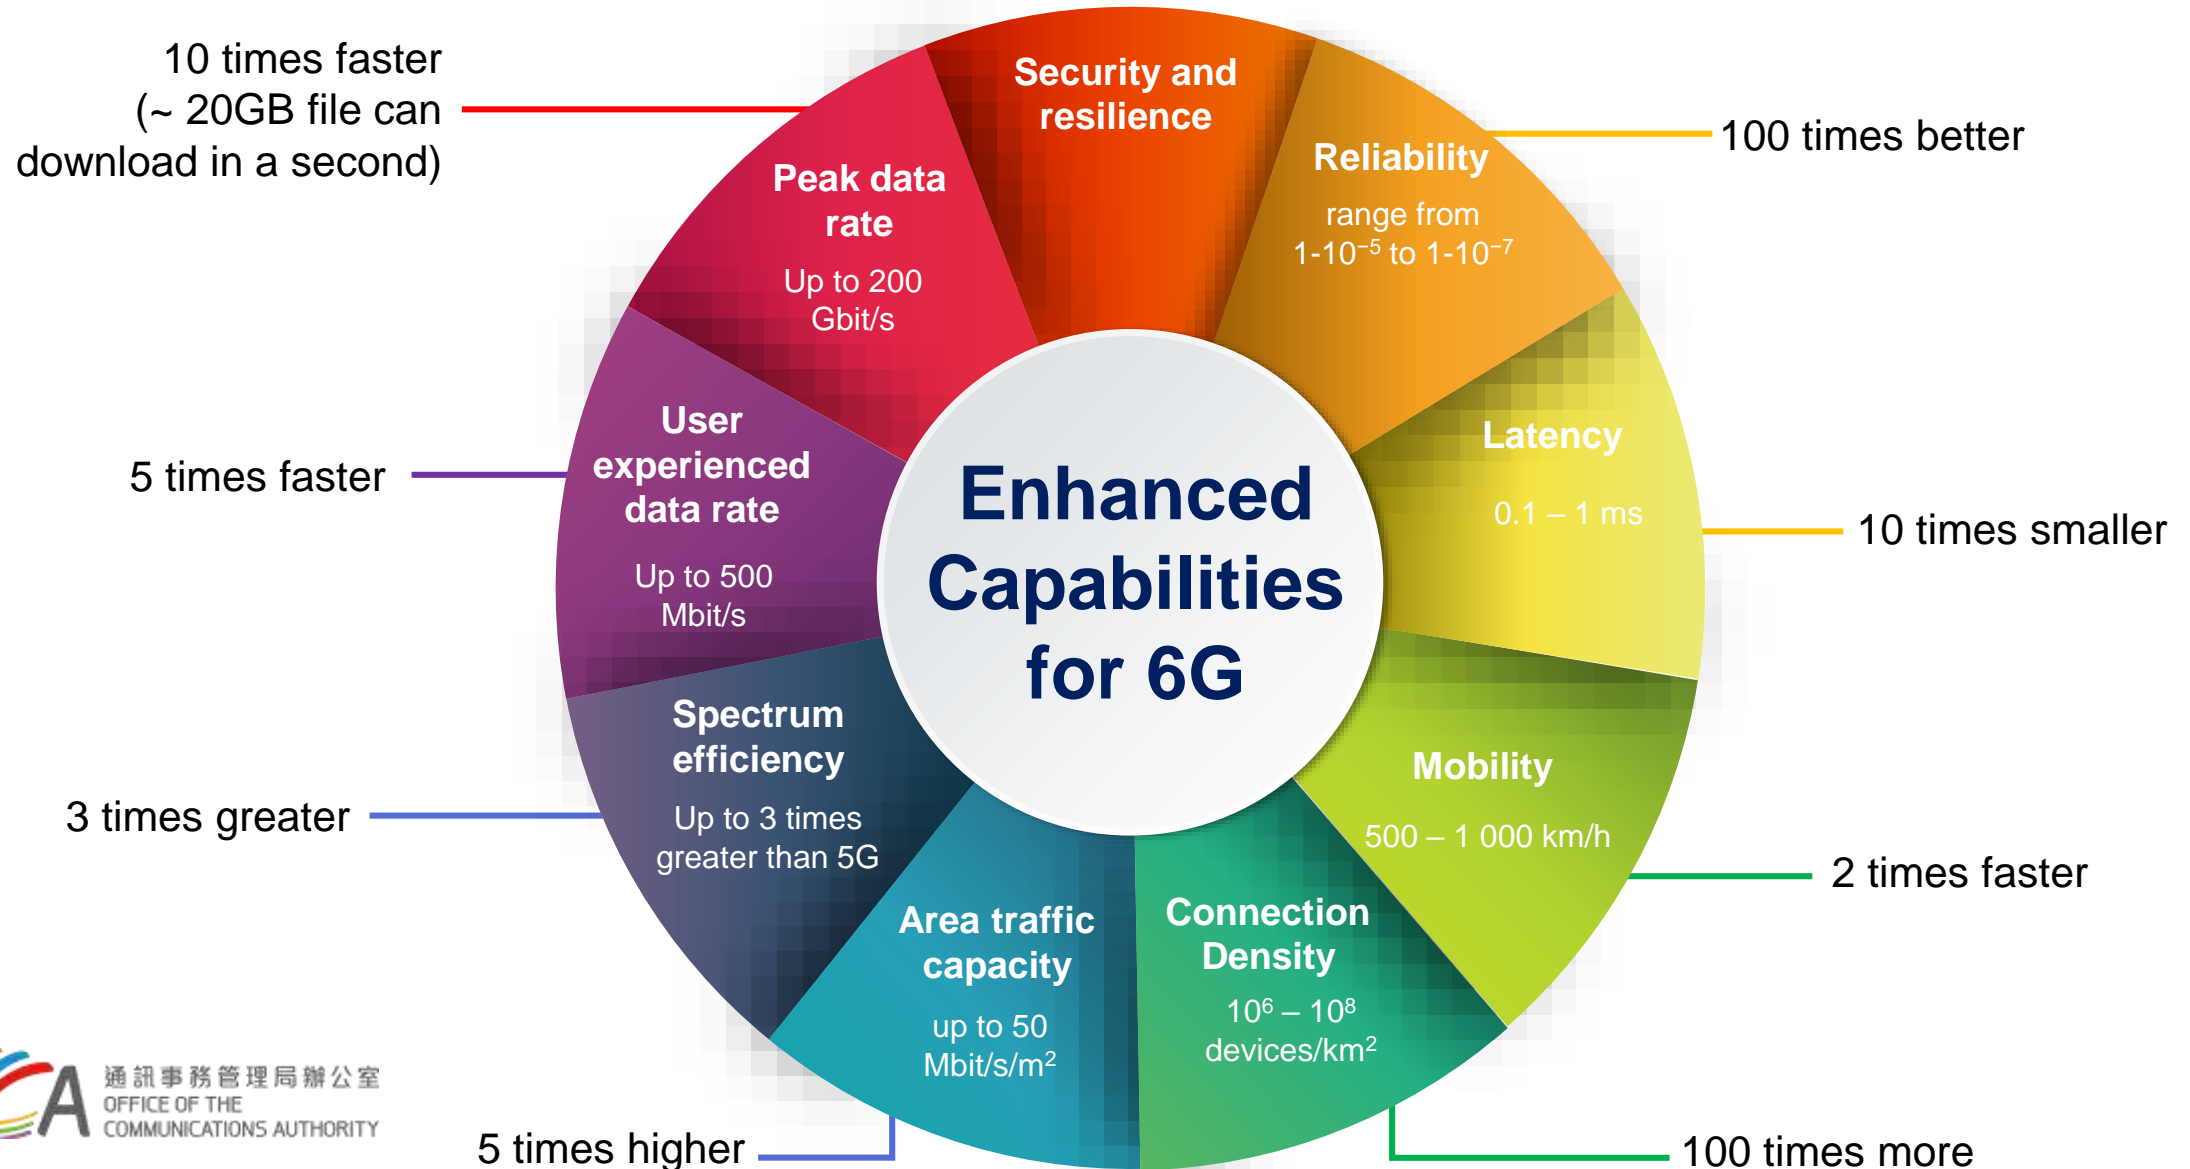 10 times faster
(~ 20GB file can
download in a second)
Security and
resilience
Reliability
range from
1-10⁻⁵ to 1-10⁻⁷
100 times better
Peak data
rate
Up to 200
Gbit/s
Latency
0.1 – 1 ms
10 times smaller
User
experienced
data rate
Up to 500
Mbit/s
5 times faster
Enhanced
Capabilities
for 6G
Spectrum
efficiency
Up to 3 times
greater than 5G
3 times greater
Mobility
500 – 1 000 km/h
2 times faster
Area traffic
capacity
up to 50
Mbit/s/m²
5 times higher
Connection
Density
10⁶ – 10⁸
devices/km²
100 times more
CA
通訊事務管理局辦公室
OFFICE OF THE
COMMUNICATIONS AUTHORITY